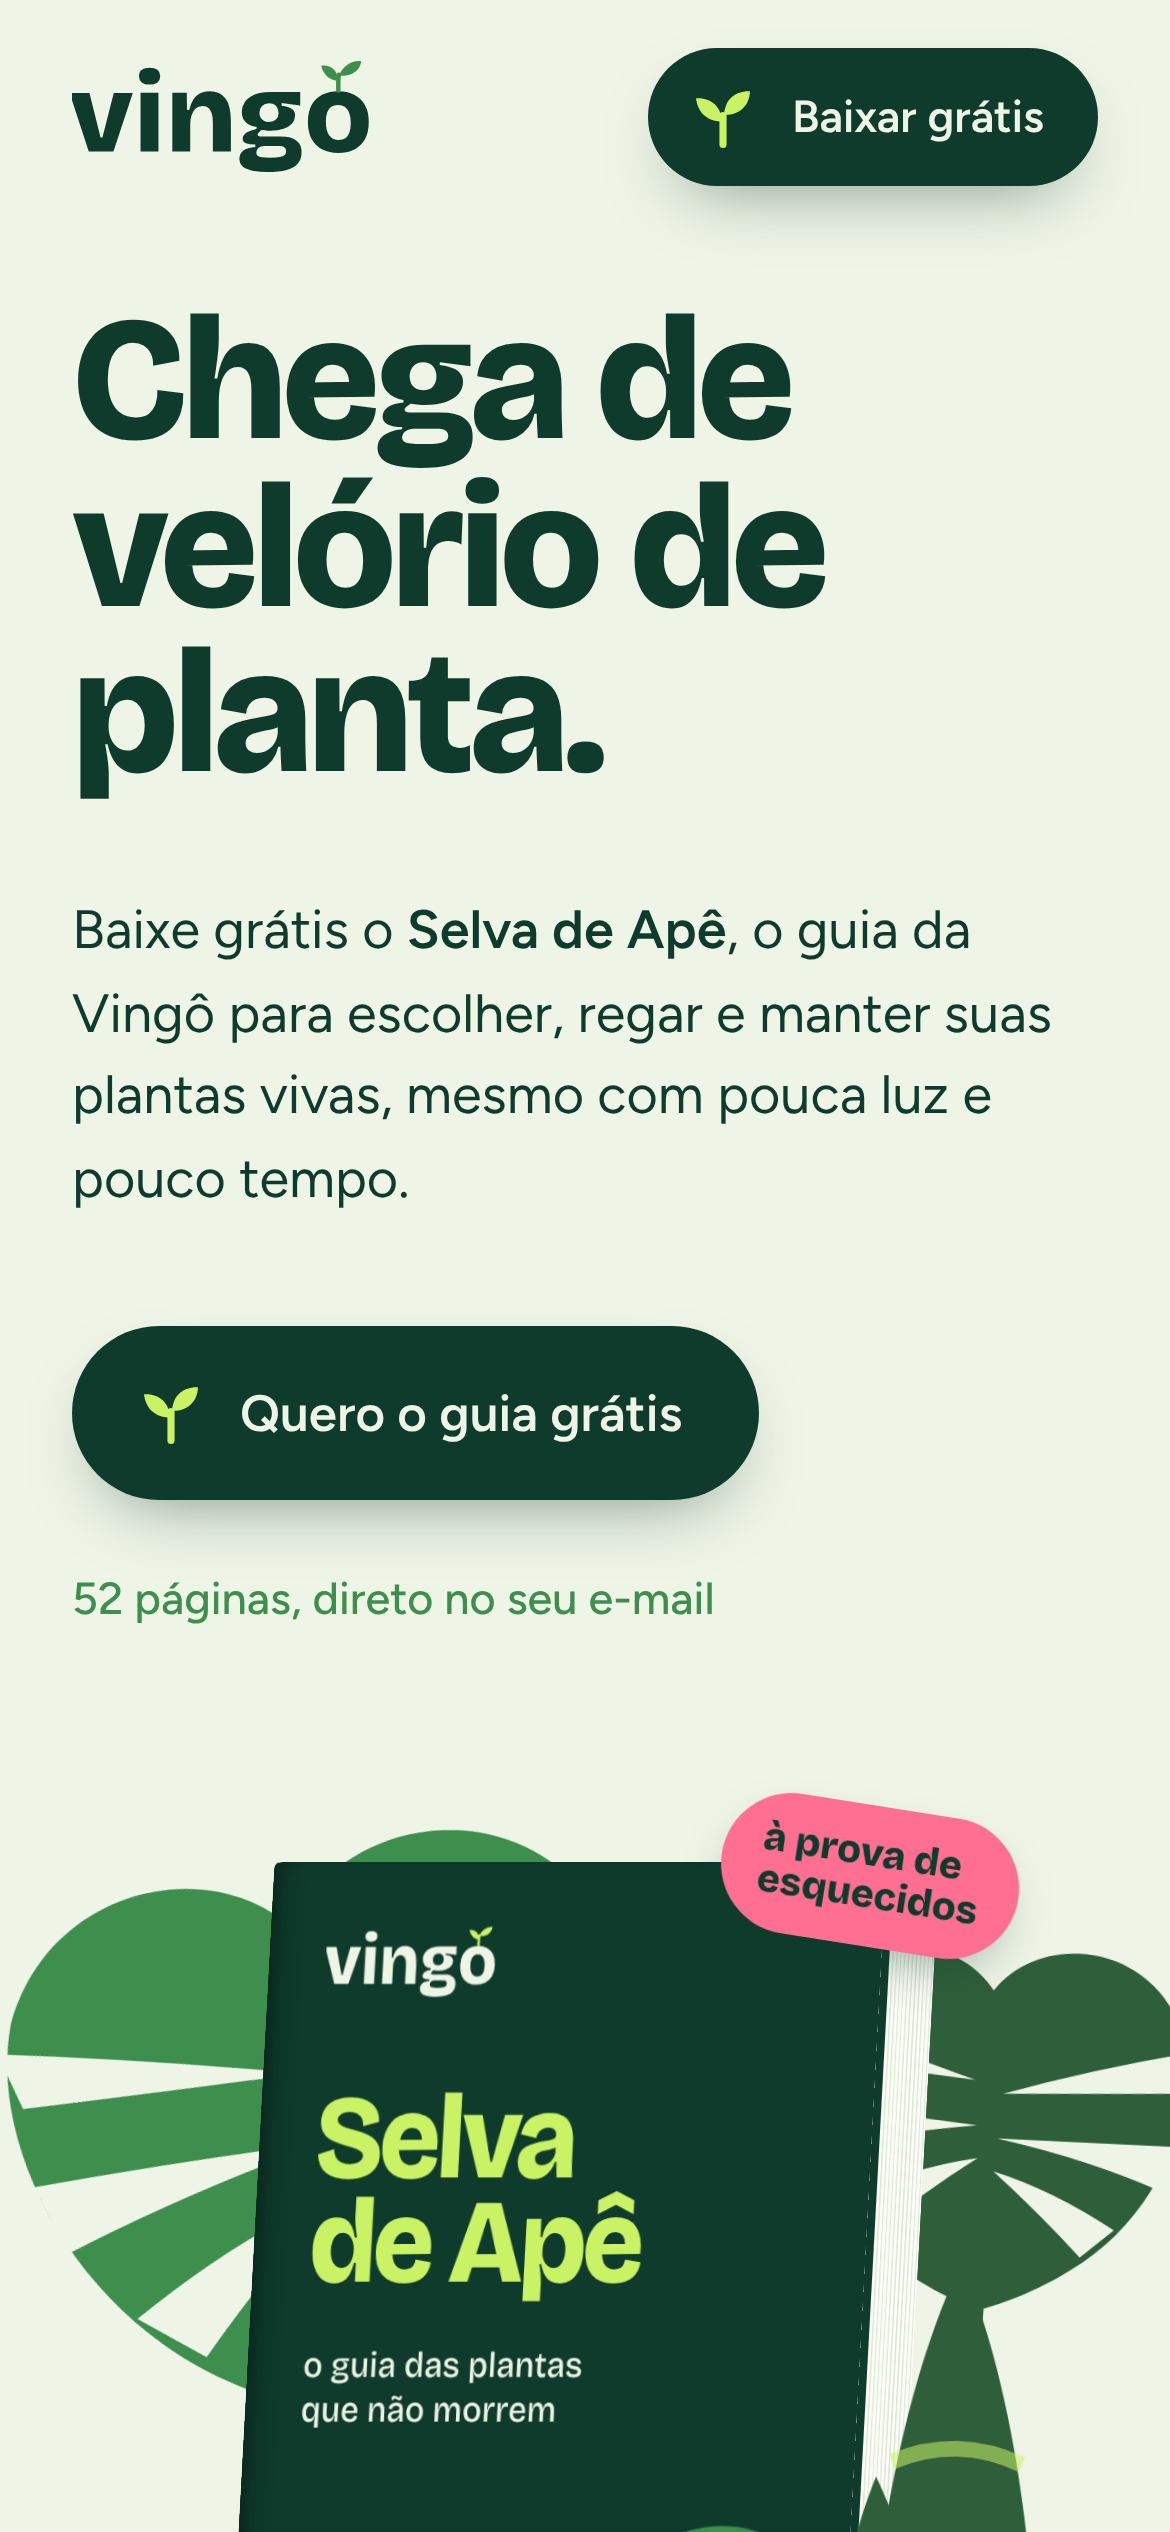 vingo
Baixar grátis
Chega de
velório de
planta.
Baixe grátis o Selva de Apê, o guia da
Vingô para escolher, regar e manter suas
plantas vivas, mesmo com pouca luz e
pouco tempo.
Quero o guia grátis
52 páginas, direto no seu e-mail
à prova de
esquecidos
vingo
Selva
de Apê
o guia das plantas
que não morrem